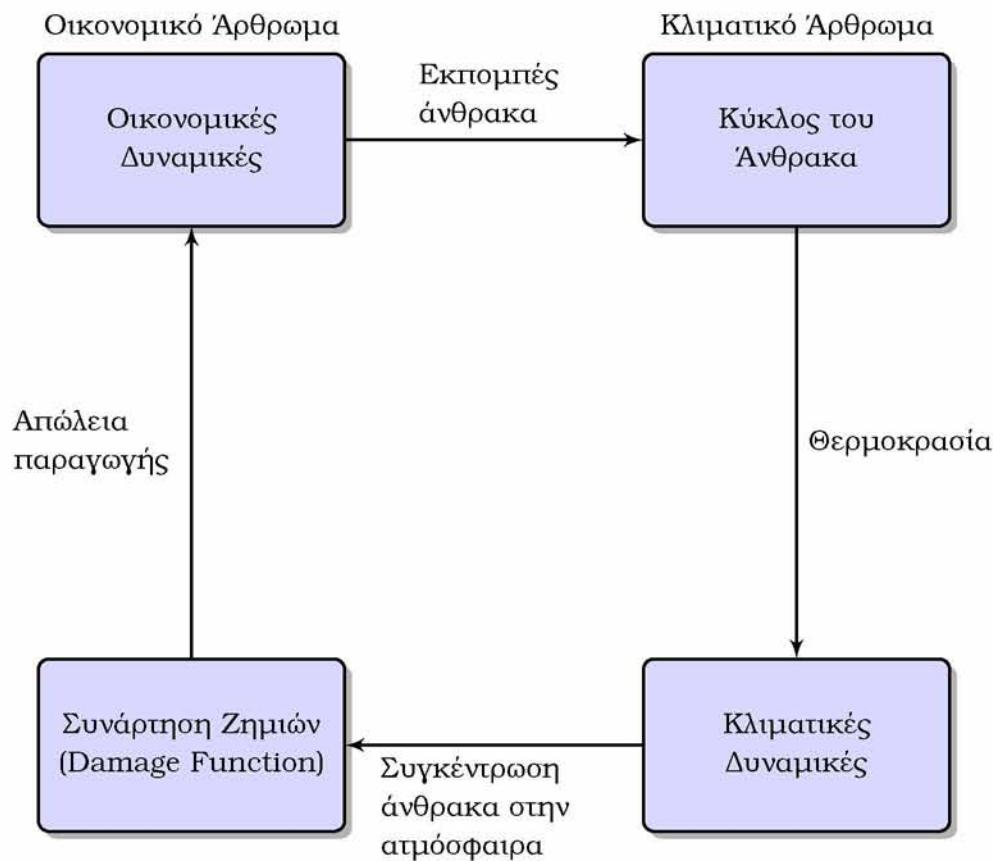 Οικονομικό Άρθρωμα
Κλιματικό Άρθρωμα
Οικονομικές
Δυναμικές
Εκπομπές
άνθρακα
Κύκλος του
Άνθρακα
Απώλεια
παραγωγής
Θερμοκρασία
Συνάρτηση Ζημιών
(Damage Function)
Συγκέντρωση
άνθρακα στην
ατμόσφαιρα
Κλιματικές
Δυναμικές